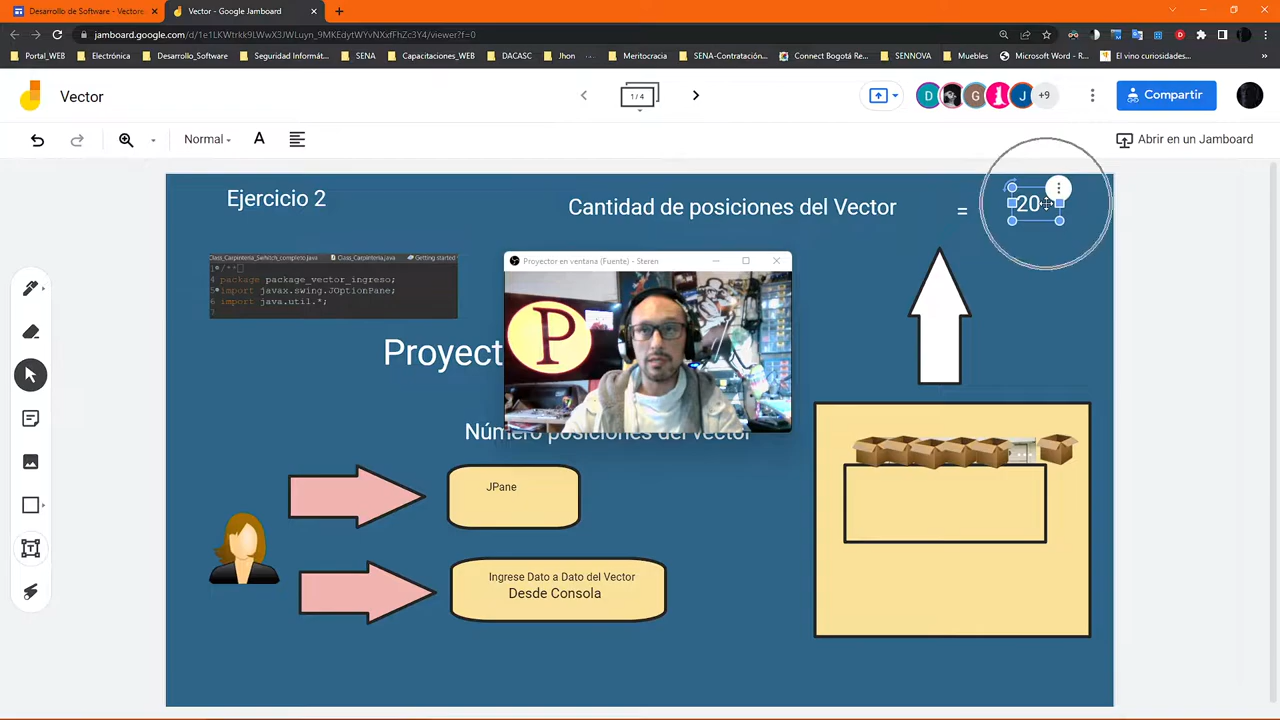 Desarrollo de Software - Vectore
Vector - Google Jamboard
jamboard.google.com/d/1e1LKWtrkk9LWwX3JWLuyn_9MKEdytWYvNXxfFhZc3Y4/viewer?f=0
Portal_WEB
Electrónica
Desarrollo_Software
Seguridad Informát...
SENA
Capacitaciones_WEB
DACASC
Jhon
Meritocracia
SENA-Contratación...
Connect Bogotá Re...
SENNOVA
Muebles
Microsoft Word - R...
El vino curiosidades...
Vector
1 / 4
D
G
J
+9
Compartir
Normal
A
Abrir en un Jamboard
Ejercicio 2
Cantidad de posiciones del Vector
=
20
Class_Carpinteria.java
Getting started
package package_vector_ingreso;
import javax.swing.JOptionPane;
import java.util.*;
Proyector en ventana (Fuente) - Steren
P
Proyect
Número posiciones del vector
JPane
Ingrese Dato a Dato del Vector
Desde Consola